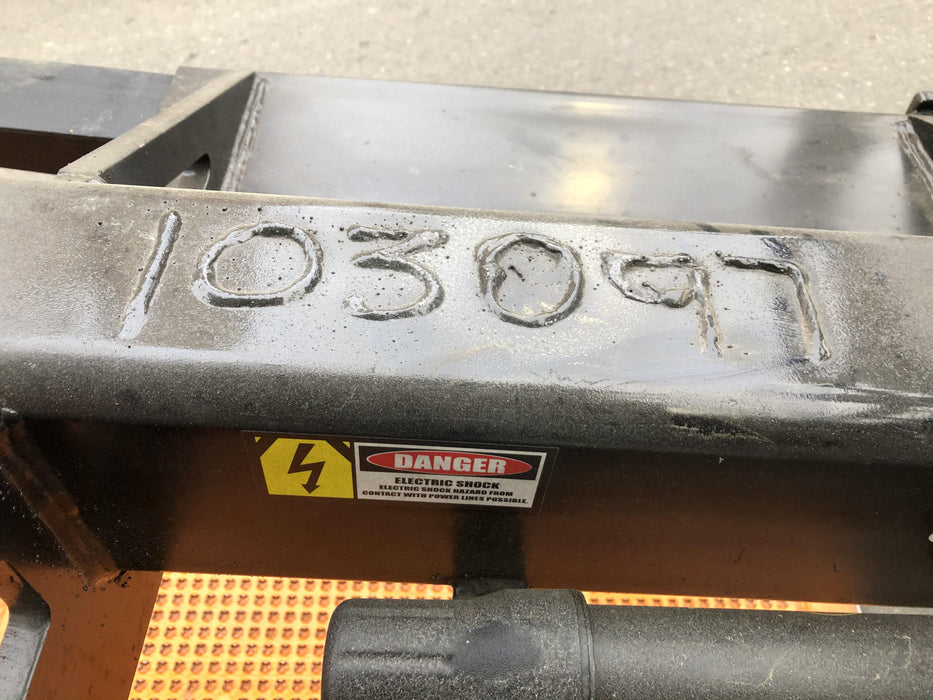 103097
DANGER
ELECTRIC SHOCK
ELECTRIC SHOCK HAZARD FROM
CONTACT WITH POWER LINES POSSIBLE.